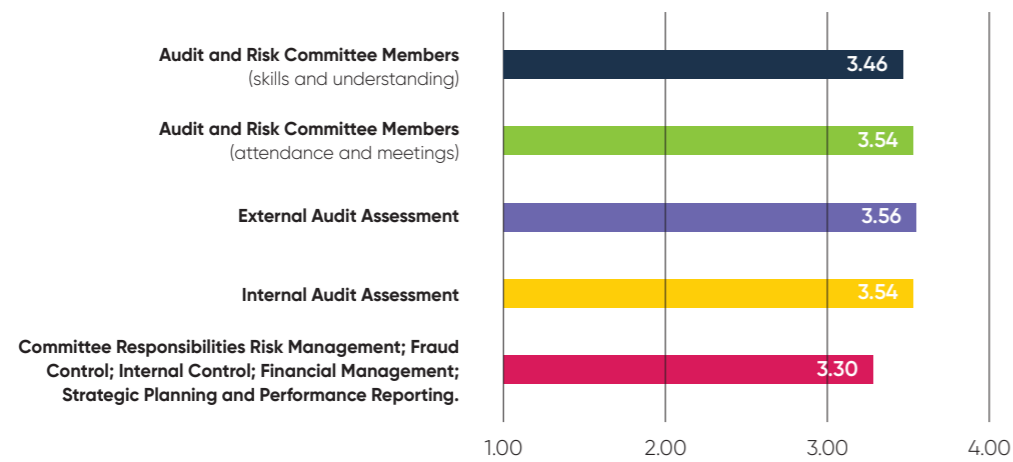 Audit and Risk Committee Members
(skills and understanding)
3.46
Audit and Risk Committee Members
(attendance and meetings)
3.54
External Audit Assessment
3.56
Internal Audit Assessment
3.54
Committee Responsibilities Risk Management; Fraud
Control; Internal Control; Financial Management;
Strategic Planning and Performance Reporting.
3.30
1.00 2.00 3.00 4.00